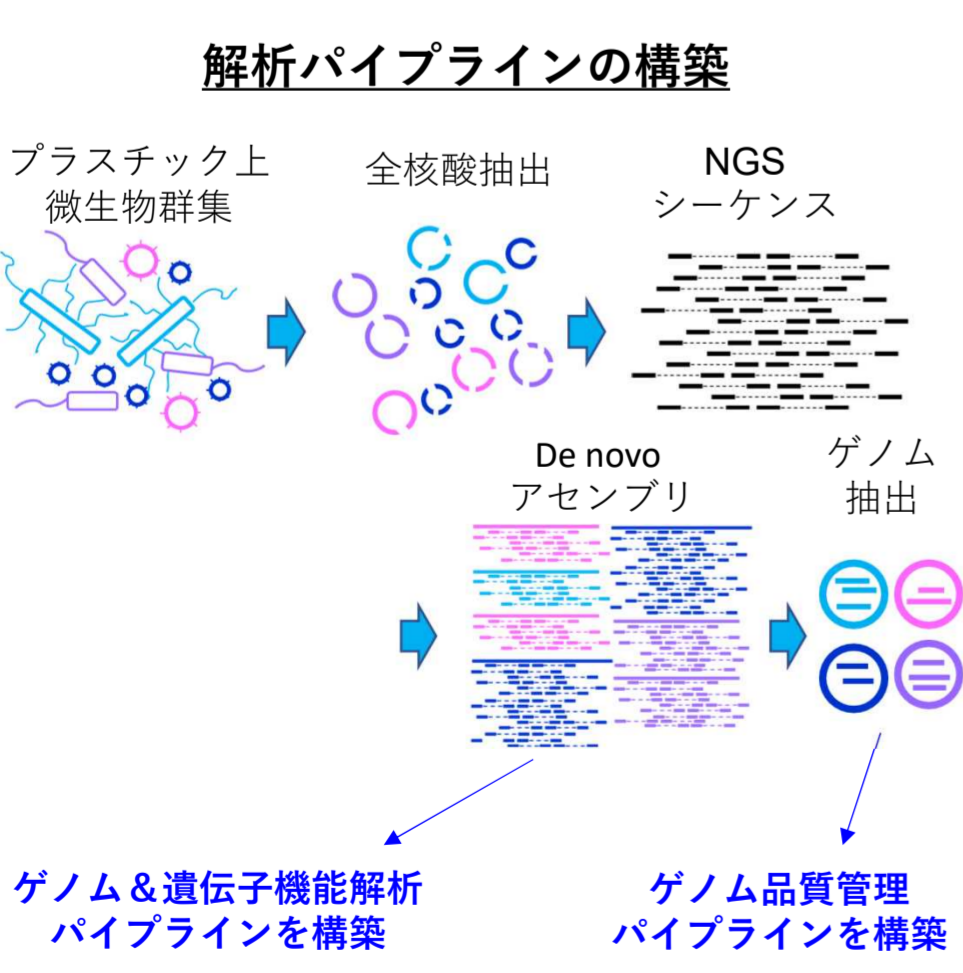 解析パイプラインの構築
プラスチック上
微生物群集
全核酸抽出
NGS
シーケンス
De novo
アセンブリ
ゲノム
抽出
ゲノム＆遺伝子機能解析
パイプラインを構築
ゲノム品質管理
パイプラインを構築